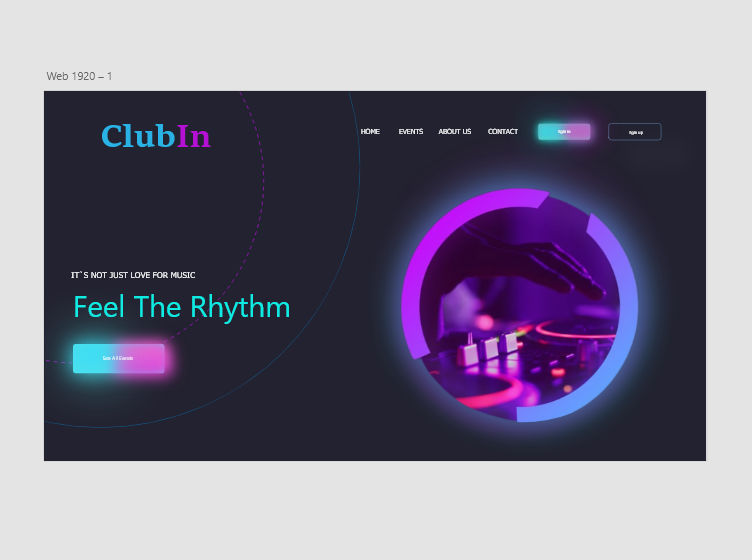 Web 1920 – 1
ClubIn
HOME EVENTS ABOUT US CONTACT Sign In Sign up
IT`S NOT JUST LOVE FOR MUSIC
Feel The Rhythm
See All Events